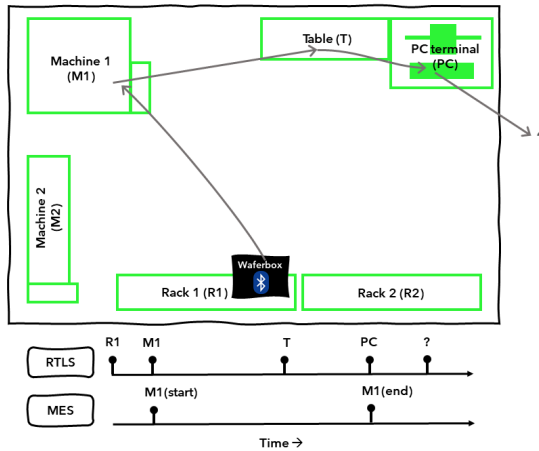 Machine 1
(M1)
Table (T)
PC terminal
(PC)
Machine 2
(M2)
Waferbox
Rack 1 (R1)
Rack 2 (R2)
R1
M1
T
PC
?
RTLS
M1(start)
M1(end)
MES
Time→